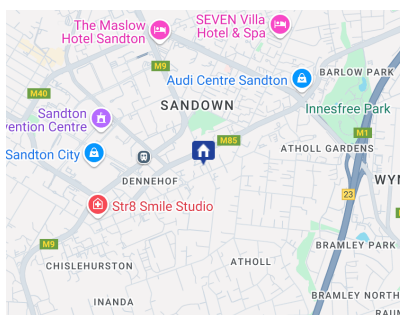 The Maslow
Hotel Sandton
SEVEN Villa
Hotel & Spa
M9
Audi Centre Sandton
BARLOW PARK
M40
SANDOWN
Innesfree Park
Sandton
vention Centre
M85
M1
ATHOLL GARDENS
Sandton City
DENNEHOF
WYN
23
Str8 Smile Studio
M9
BRAMLEY PARK
CHISLEHURSTON
ATHOLL
INANDA
BRAMLEY NORTH
RAUM